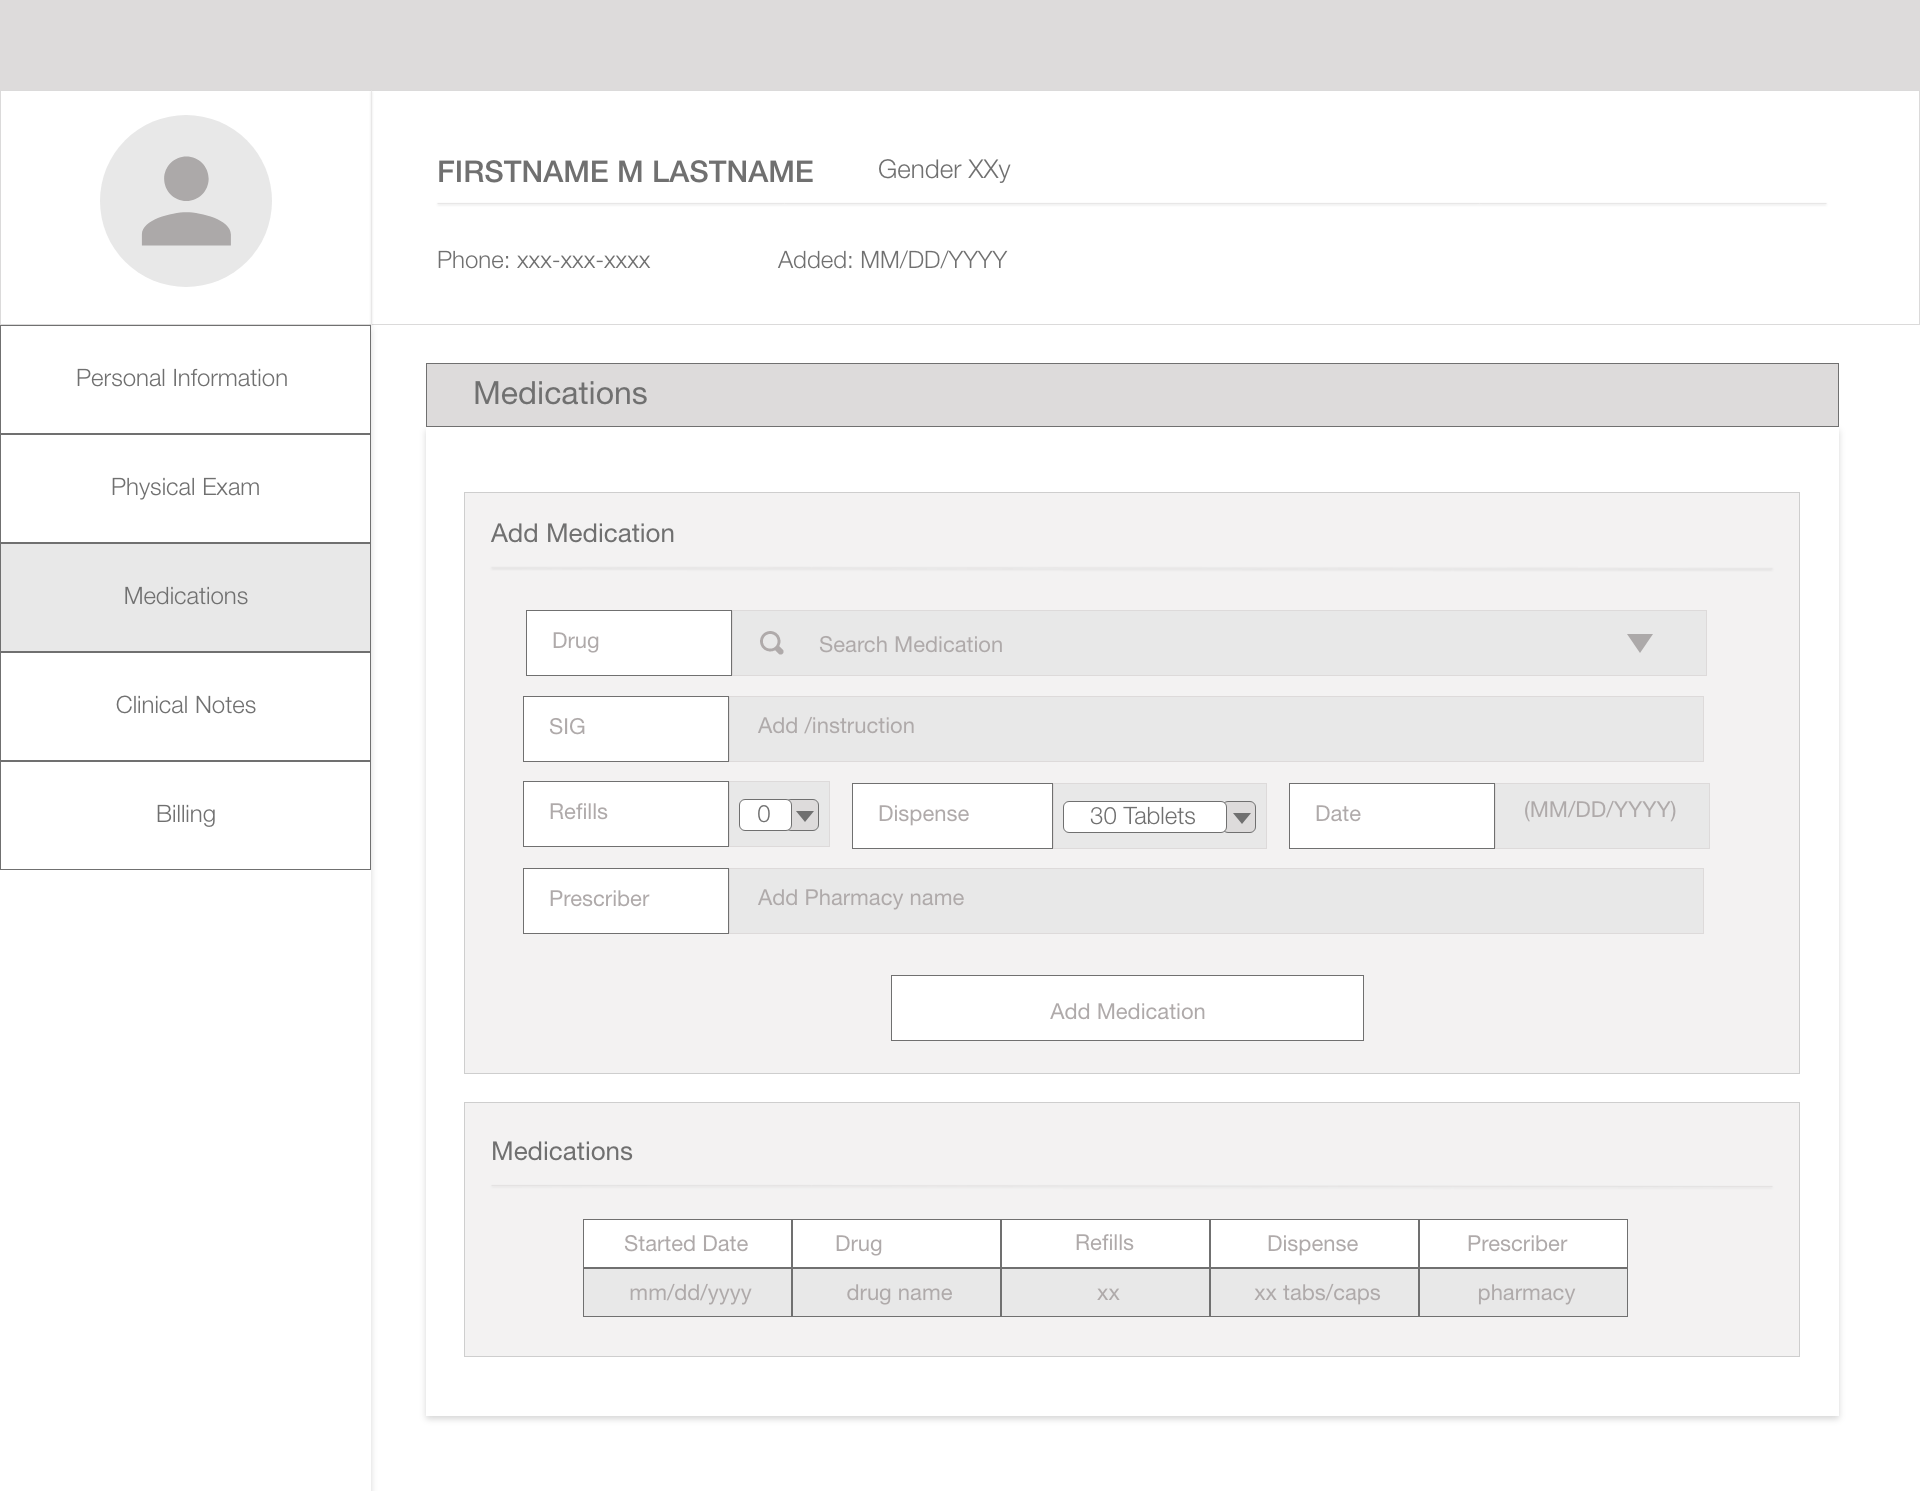 FIRSTNAME M LASTNAME Gender XXy
Phone: xxx-xxx-xxxx Added: MM/DD/YYYY
Personal Information
Physical Exam
Medications
Clinical Notes
Billing
Medications
Add Medication
Drug Search Medication
SIG Add /instruction
Refills 0 Dispense 30 Tablets Date (MM/DD/YYYY)
Prescriber Add Pharmacy name
Add Medication
Medications
Started Date Drug Refills Dispense Prescriber
mm/dd/yyyy drug name xx xx tabs/caps pharmacy